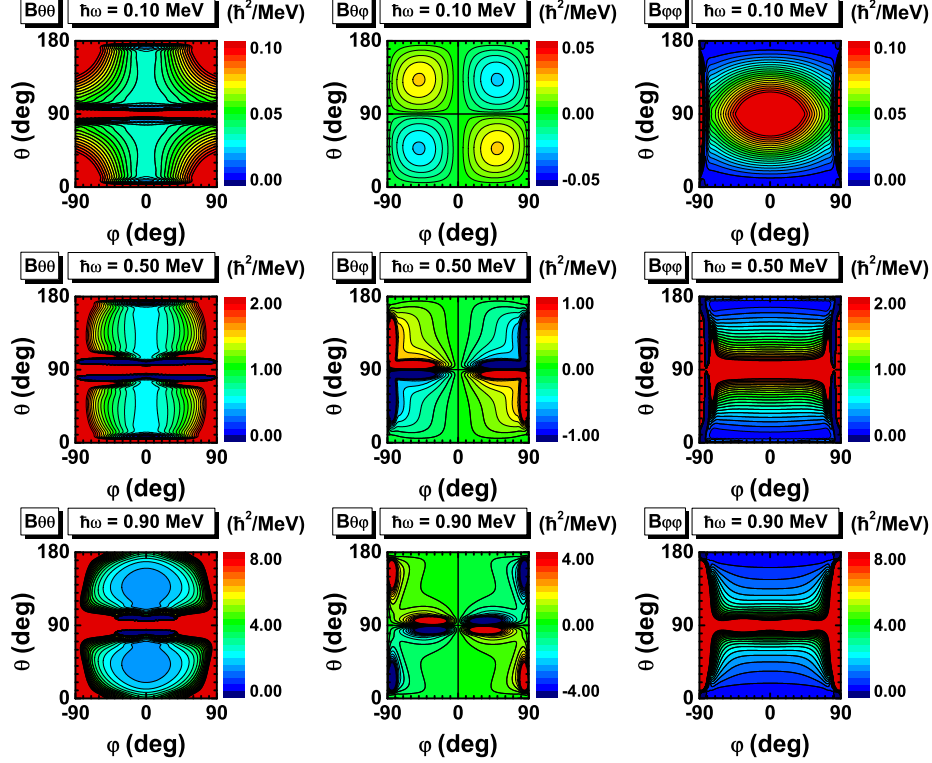 Bθθ ħω = 0.10 MeV (ħ²/MeV) Bθφ ħω = 0.10 MeV (ħ²/MeV) Bφφ ħω = 0.10 MeV (ħ²/MeV)
180 0.10 180 0.05 180 0.10
θ (deg) 90 0.05 θ (deg) 90 0.00 θ (deg) 90 0.05
0 0.00 0 -0.05 0 0.00
-90 0 90 -90 0 90 -90 0 90
φ (deg) φ (deg) φ (deg)
Bθθ ħω = 0.50 MeV (ħ²/MeV) Bθφ ħω = 0.50 MeV (ħ²/MeV) Bφφ ħω = 0.50 MeV (ħ²/MeV)
180 2.00 180 1.00 180 2.00
θ (deg) 90 1.00 θ (deg) 90 0.00 θ (deg) 90 1.00
0 0.00 0 -1.00 0 0.00
-90 0 90 -90 0 90 -90 0 90
φ (deg) φ (deg) φ (deg)
Bθθ ħω = 0.90 MeV (ħ²/MeV) Bθφ ħω = 0.90 MeV (ħ²/MeV) Bφφ ħω = 0.90 MeV (ħ²/MeV)
180 8.00 180 4.00 180 8.00
θ (deg) 90 4.00 θ (deg) 90 0.00 θ (deg) 90 4.00
0 0.00 0 -4.00 0 0.00
-90 0 90 -90 0 90 -90 0 90
φ (deg) φ (deg) φ (deg)